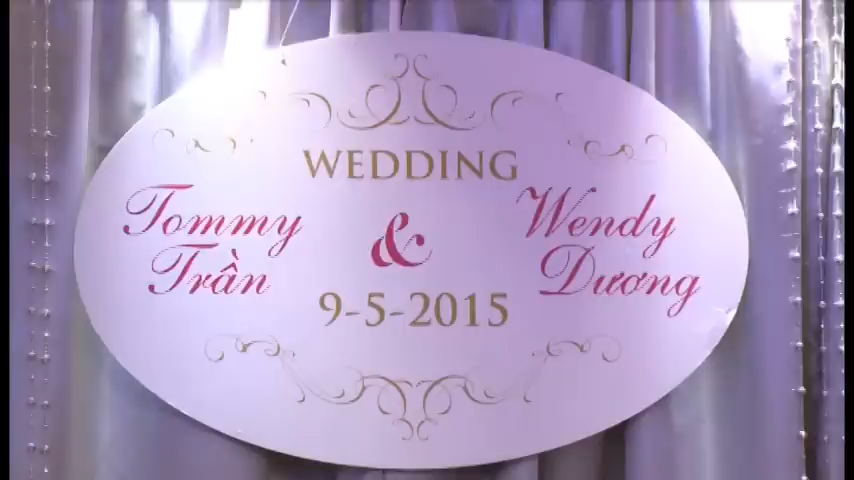 WEDDING
Tommy Trần
&
Wendy Dương
9-5-2015